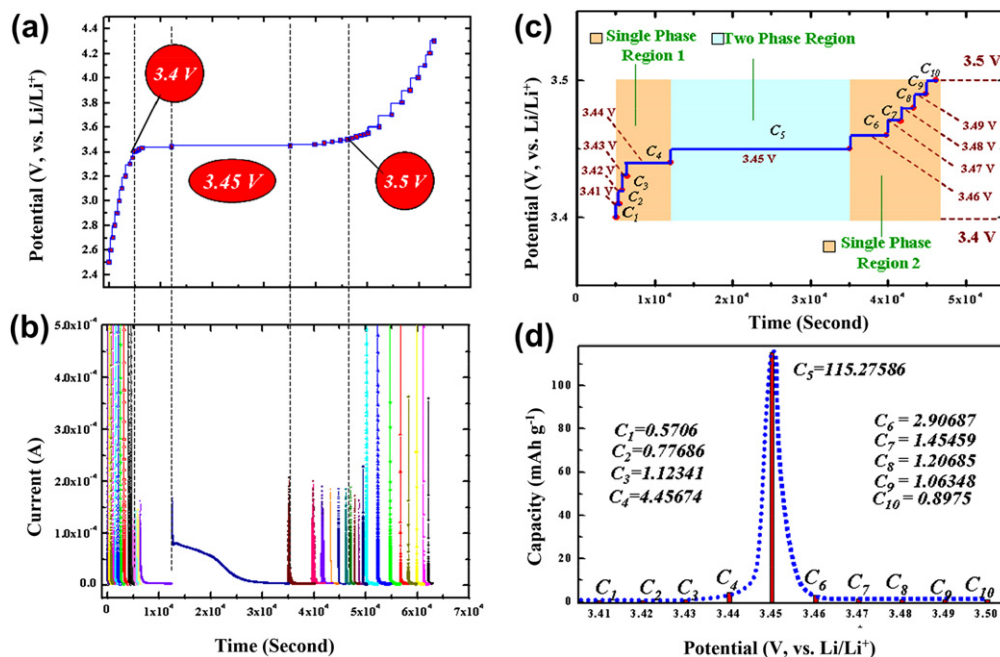 (a)
Potential (V, vs. Li/Li⁺)
4.4
4.2
4.0
3.8
3.6
3.4
3.2
3.0
2.8
2.6
2.4
3.4 V
3.45 V
3.5 V
(b)
Current (A)
5.0x10⁻⁴
4.0x10⁻⁴
3.0x10⁻⁴
2.0x10⁻⁴
1.0x10⁻⁴
0.0
0 1x10⁴ 2x10⁴ 3x10⁴ 4x10⁴ 5x10⁴ 6x10⁴ 7x10⁴
Time (Second)
(c)
Single Phase
Region 1
Two Phase Region
Potential (V, vs. Li/Li⁺)
3.5
3.4
3.44 V
3.43 V
3.42 V
3.41 V
C₁
C₂
C₃
C₄
C₅
3.45 V
C₆
C₇
C₈
C₉
C₁₀
3.5 V
3.49 V
3.48 V
3.47 V
3.46 V
3.4 V
Single Phase
Region 2
0 1x10⁴ 2x10⁴ 3x10⁴ 4x10⁴ 5x10⁴
Time (Second)
(d)
Capacity (mAh g⁻¹)
100
80
60
40
20
0
C₅=115.27586
C₁=0.5706
C₂=0.77686
C₃=1.12341
C₄=4.45674
C₆ = 2.90687
C₇ = 1.45459
C₈ = 1.20685
C₉ = 1.06348
C₁₀ = 0.8975
C₁ C₂ C₃ C₄ C₆ C₇ C₈ C₉ C₁₀
3.41 3.42 3.43 3.44 3.45 3.46 3.47 3.48 3.49 3.50
Potential (V, vs. Li/Li⁺)